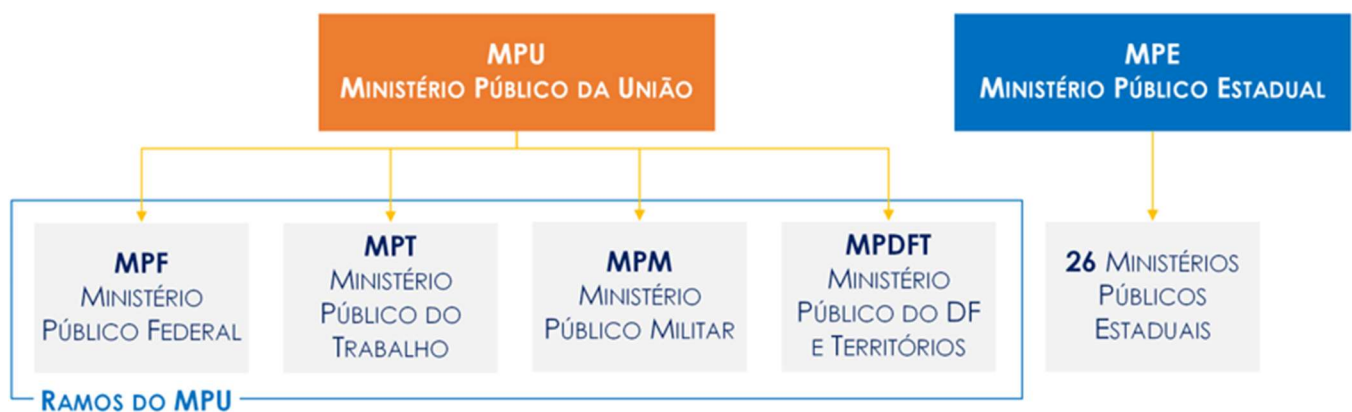 MPU
MINISTÉRIO PÚBLICO DA UNIÃO
MPE
MINISTÉRIO PÚBLICO ESTADUAL
MPF
MINISTÉRIO
PÚBLICO FEDERAL
MPT
MINISTÉRIO
PÚBLICO DO
TRABALHO
MPM
MINISTÉRIO
PÚBLICO MILITAR
MPDFT
MINISTÉRIO
PÚBLICO DO DF
E TERRITÓRIOS
26 MINISTÉRIOS
PÚBLICOS
ESTADUAIS
RAMOS DO MPU